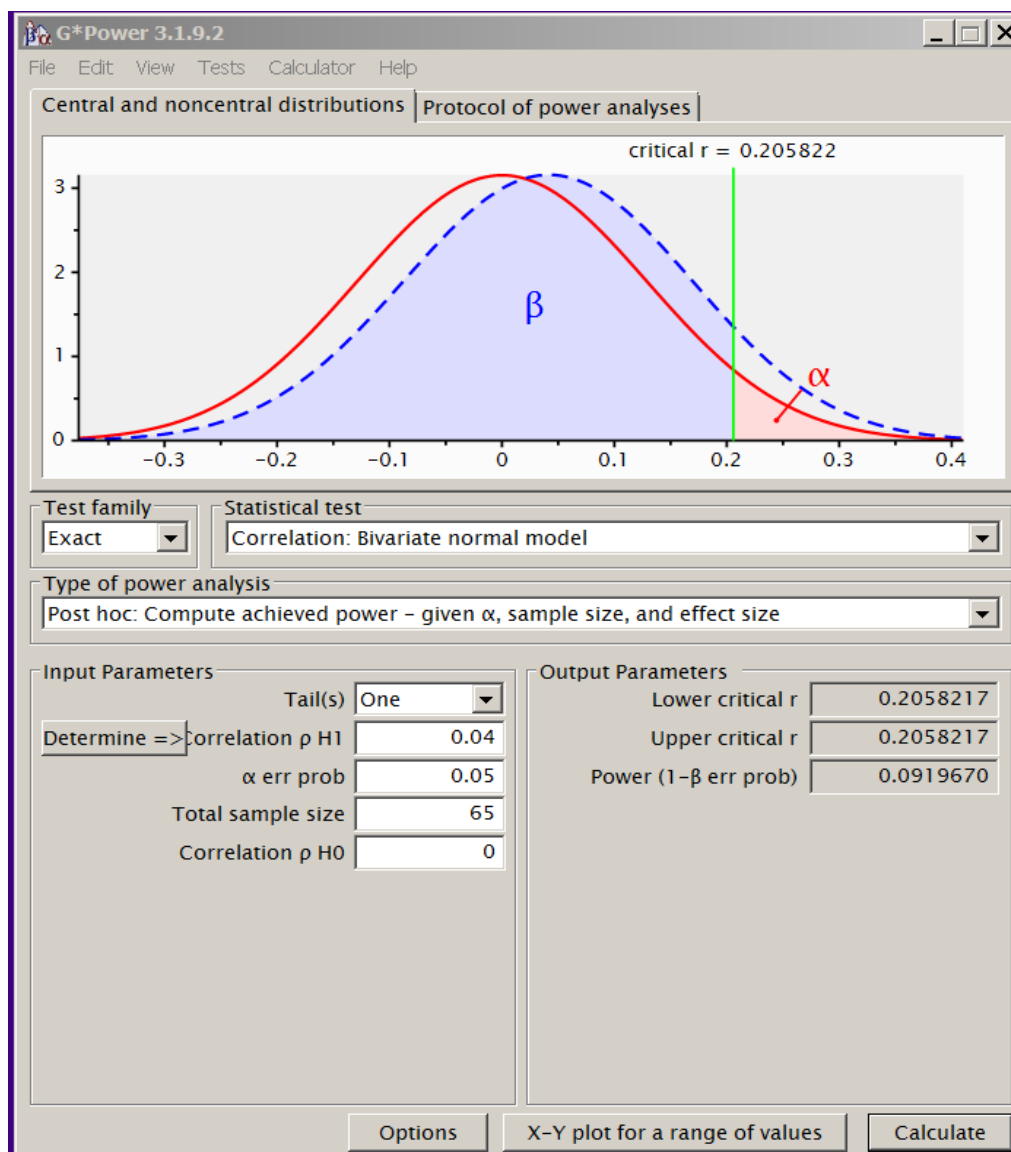 G*Power 3.1.9.2
File Edit View Tests Calculator Help
Central and noncentral distributions Protocol of power analyses
critical r = 0.205822
3
2
1
0
β
α
-0.3 -0.2 -0.1 0 0.1 0.2 0.3 0.4
Test family Statistical test
Exact Correlation: Bivariate normal model
Type of power analysis
Post hoc: Compute achieved power – given α, sample size, and effect size
Input Parameters Output Parameters
Tail(s) One Lower critical r 0.2058217
Determine => Correlation ρ H1 0.04 Upper critical r 0.2058217
α err prob 0.05 Power (1-β err prob) 0.0919670
Total sample size 65
Correlation ρ H0 0
Options X-Y plot for a range of values Calculate